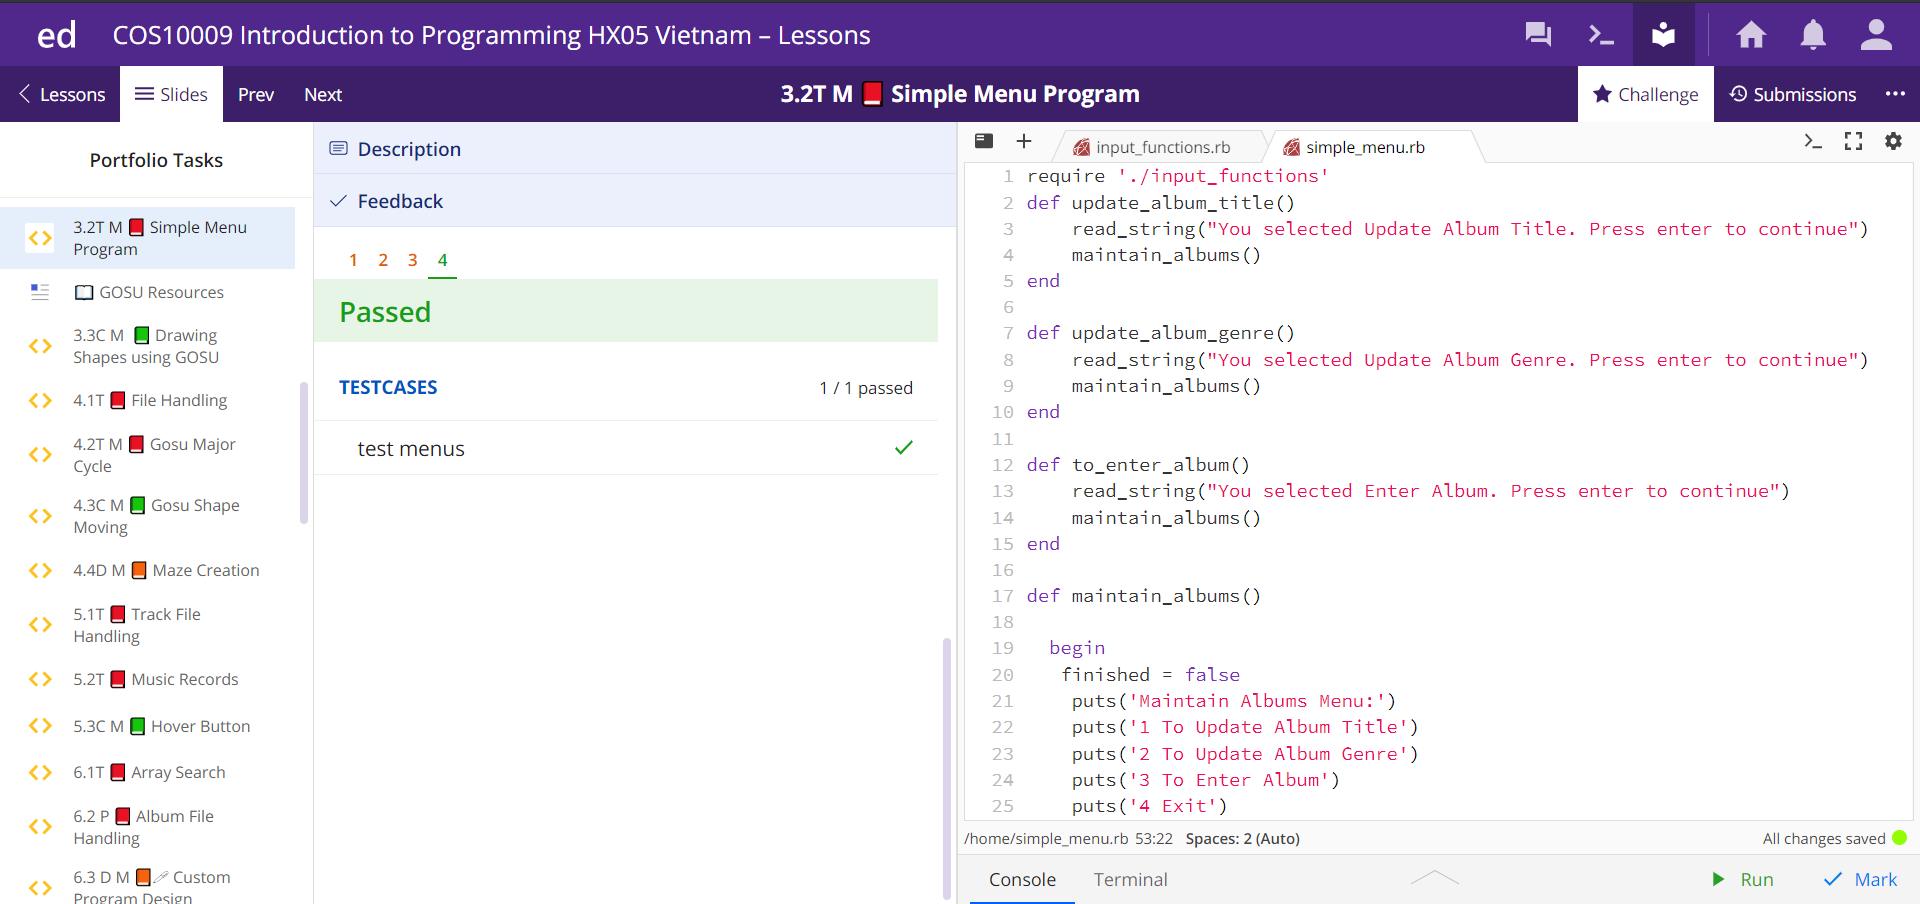 ed COS10009 Introduction to Programming HX05 Vietnam – Lessons
Lessons Slides Prev Next 3.2T M Simple Menu Program Challenge Submissions
Portfolio Tasks
3.2T M Simple Menu
Program
GOSU Resources
3.3C M Drawing
Shapes using GOSU
4.1T File Handling
4.2T M Gosu Major
Cycle
4.3C M Gosu Shape
Moving
4.4D M Maze Creation
5.1T Track File
Handling
5.2T Music Records
5.3C M Hover Button
6.1T Array Search
6.2 P Album File
Handling
6.3 D M Custom
Program Design
Description
Feedback
1 2 3 4
Passed
TESTCASES 1 / 1 passed
test menus
input_functions.rb simple_menu.rb
1 require './input_functions'
2 def update_album_title()
3 read_string("You selected Update Album Title. Press enter to continue")
4 maintain_albums()
5 end
6
7 def update_album_genre()
8 read_string("You selected Update Album Genre. Press enter to continue")
9 maintain_albums()
10 end
11
12 def to_enter_album()
13 read_string("You selected Enter Album. Press enter to continue")
14 maintain_albums()
15 end
16
17 def maintain_albums()
18
19 begin
20 finished = false
21 puts('Maintain Albums Menu:')
22 puts('1 To Update Album Title')
23 puts('2 To Update Album Genre')
24 puts('3 To Enter Album')
25 puts('4 Exit')
/home/simple_menu.rb 53:22 Spaces: 2 (Auto) All changes saved
Console Terminal Run Mark